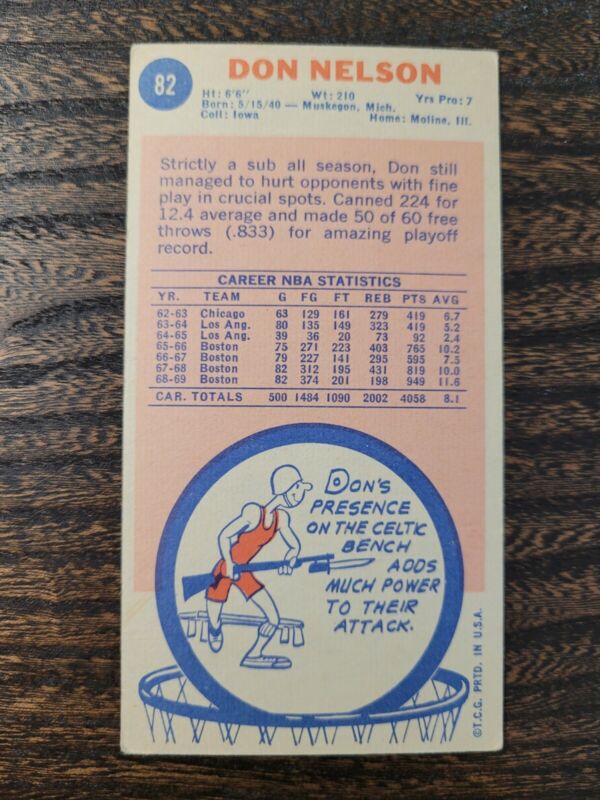 82
DON NELSON
Ht: 6'6" Wt: 210 Yrs Pro: 7
Born: 5/15/40 — Muskegon, Mich.
Coll: Iowa Home: Moline, Ill.
Strictly a sub all season, Don still
managed to hurt opponents with fine
play in crucial spots. Canned 224 for
12.4 average and made 50 of 60 free
throws (.833) for amazing playoff
record.
CAREER NBA STATISTICS
YR. TEAM G FG FT REB PTS AVG
62-63 Chicago 63 129 161 279 419 6.7
63-64 Los Ang. 80 135 149 323 419 5.2
64-65 Los Ang. 39 36 20 73 92 2.4
65-66 Boston 75 271 223 403 765 10.2
66-67 Boston 79 227 141 295 595 7.5
67-68 Boston 82 312 195 431 819 10.0
68-69 Boston 82 374 201 198 949 11.6
CAR. TOTALS 500 1484 1090 2002 4058 8.1
DON'S
PRESENCE
ON THE CELTIC
BENCH
ADDS
MUCH POWER
TO THEIR
ATTACK.
©T.C.G. PRTD. IN U.S.A.